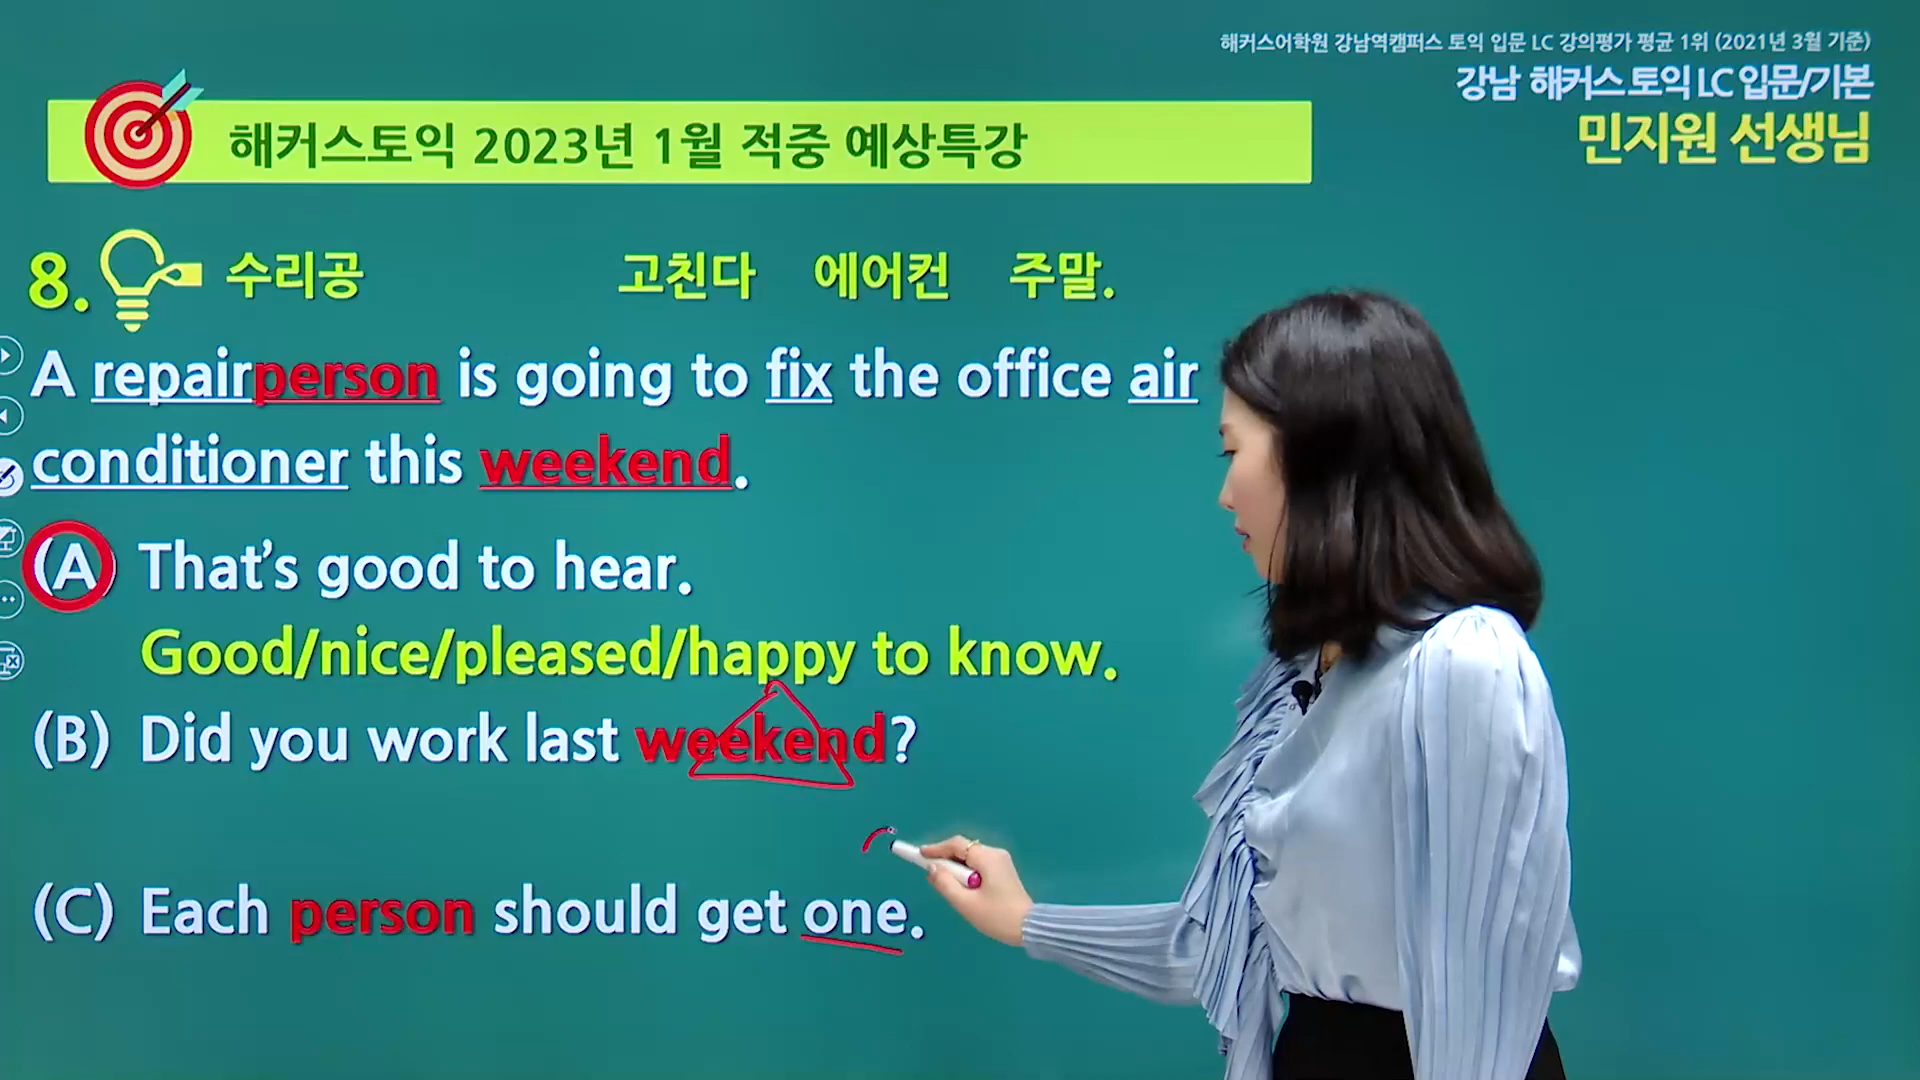 해커스어학원 강남역캠퍼스 토익 입문 LC 강의평가 평균 1위 (2021년 3월 기준)
강남 해커스 토익 LC 입문/기본
민지원 선생님
해커스토익 2023년 1월 적중 예상특강
8. 수리공 고친다 에어컨 주말.
A repairperson is going to fix the office air
conditioner this weekend.
(A) That's good to hear.
Good/nice/pleased/happy to know.
(B) Did you work last weekend?
(C) Each person should get one.